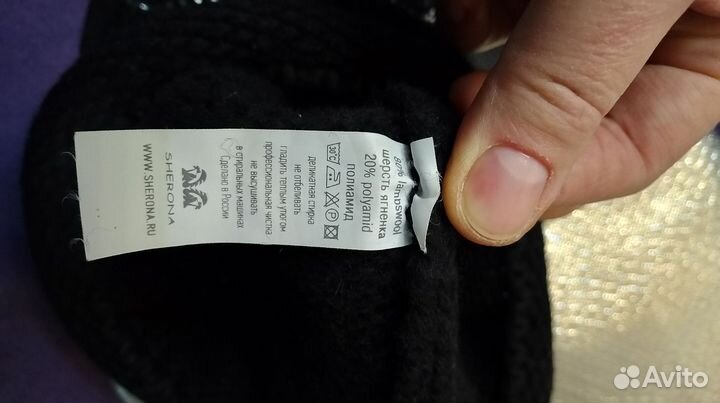 80% lambswool
шерсть ягненка
20% polyamid
полиамид
30°
деликатная стирка
не отбеливать
гладить теплым утюгом
профессиональная чистка
не высушивать
в стиральных машинах
Сделано в России
SHERONA
WWW.SHERONA.RU
Avito